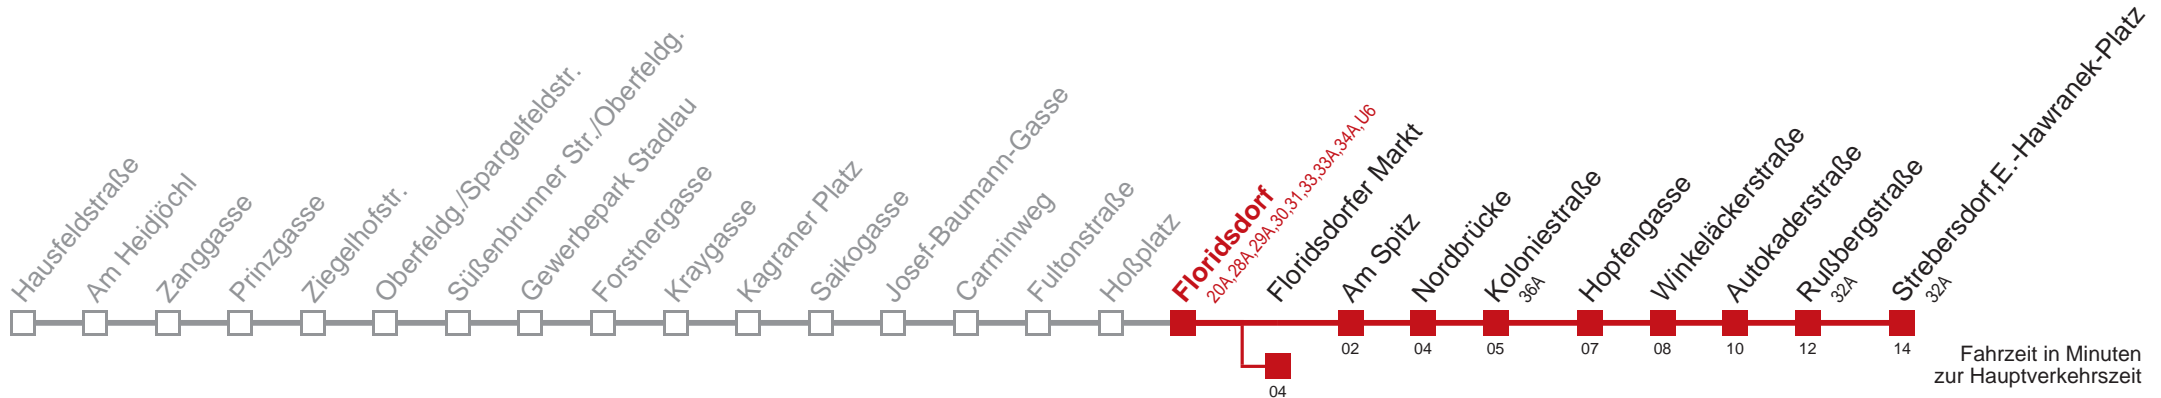 Hausfeldstraße
Am Heidjöchl
Zanggasse
Prinzgasse
Ziegelhofstr.
Oberfeldg./Spargelfeldstr.
Süßenbrunner Str./Oberfeldg.
Gewerbepark Stadlau
Forstnergasse
Kraygasse
Kagraner Platz
Saikogasse
Josef-Baumann-Gasse
Carminweg
Fultonstraße
Hoßplatz
Floridsdorf
20A,28A,29A,30,31,33,33A,34A,U6
Floridsdorfer Markt
04
Am Spitz
02
Nordbrücke
04
Koloniestraße
36A
05
Hopfengasse
07
Winkeläckerstraße
08
Autokaderstraße
10
Rußbergstraße
32A
12
Strebersdorf,E.-Hawranek-Platz
32A
14
Fahrzeit in Minuten
zur Hauptverkehrszeit